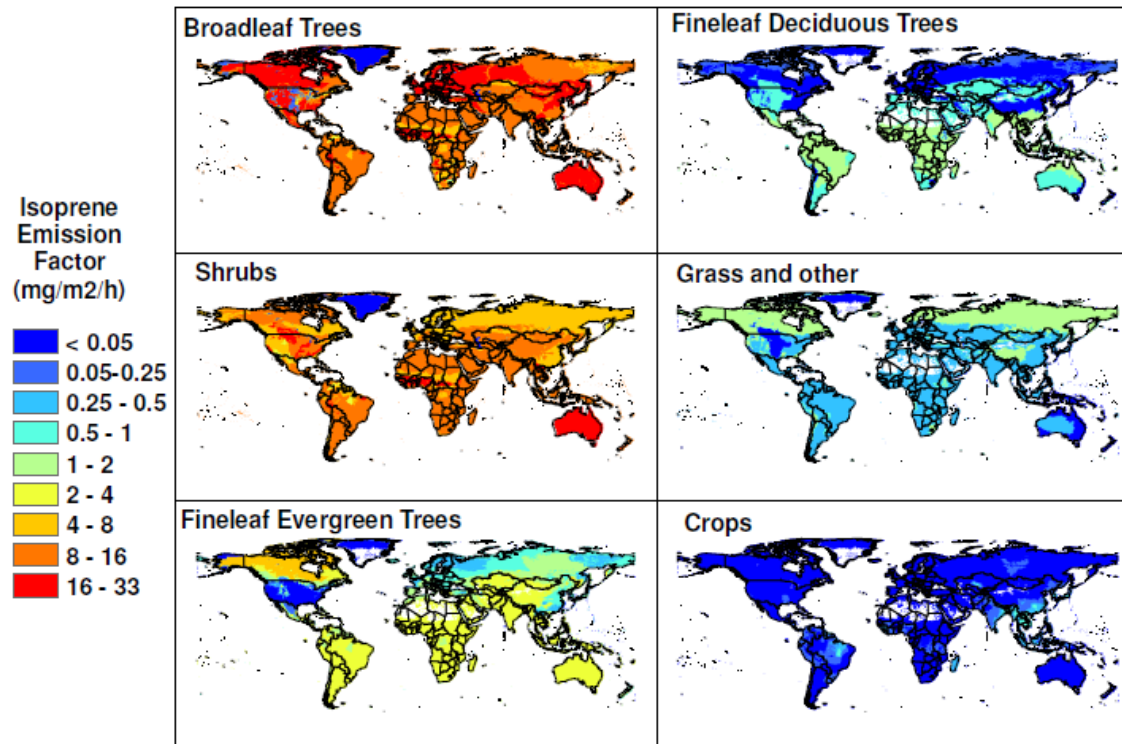 Broadleaf Trees
Fineleaf Deciduous Trees
Shrubs
Grass and other
Fineleaf Evergreen Trees
Crops
Isoprene
Emission
Factor
(mg/m2/h)
< 0.05
0.05-0.25
0.25 - 0.5
0.5 - 1
1 - 2
2 - 4
4 - 8
8 - 16
16 - 33